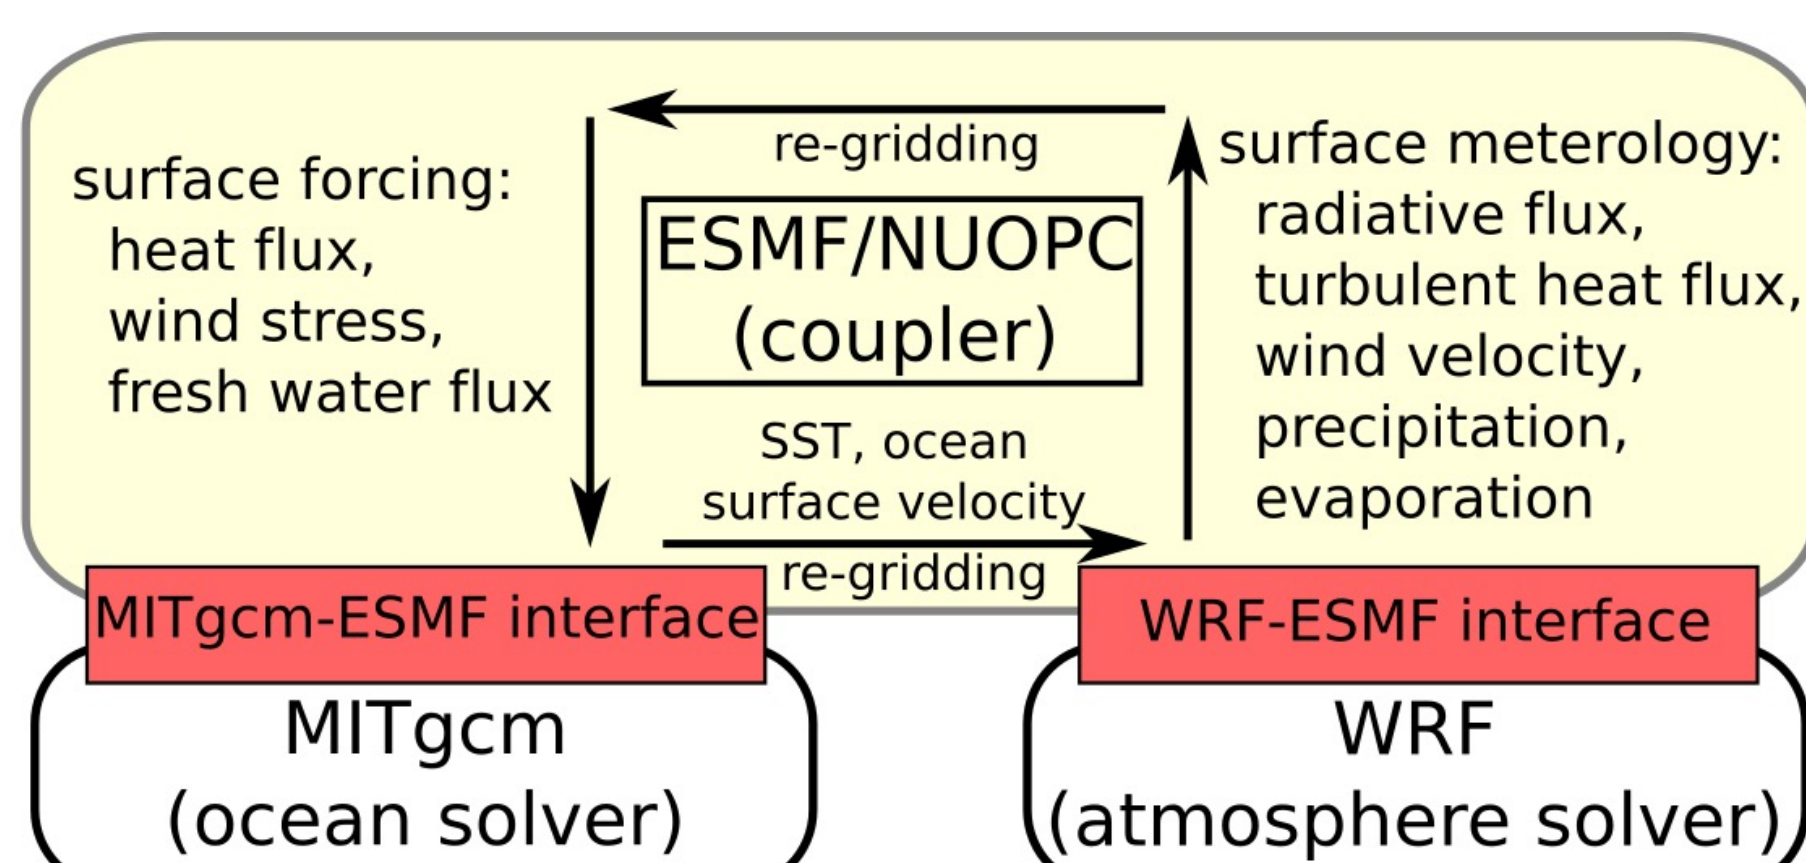 re-gridding
surface forcing:
heat flux,
wind stress,
fresh water flux
ESMF/NUOPC
(coupler)
surface meterology:
radiative flux,
turbulent heat flux,
wind velocity,
precipitation,
evaporation
SST, ocean
surface velocity
re-gridding
MITgcm-ESMF interface
WRF-ESMF interface
MITgcm
(ocean solver)
WRF
(atmosphere solver)